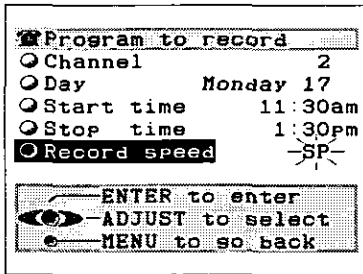 Program to record
Channel 2
Day Monday 17
Start time 11:30am
Stop time 1:30pm
Record speed SP
ENTER to enter
ADJUST to select
MENU to go back